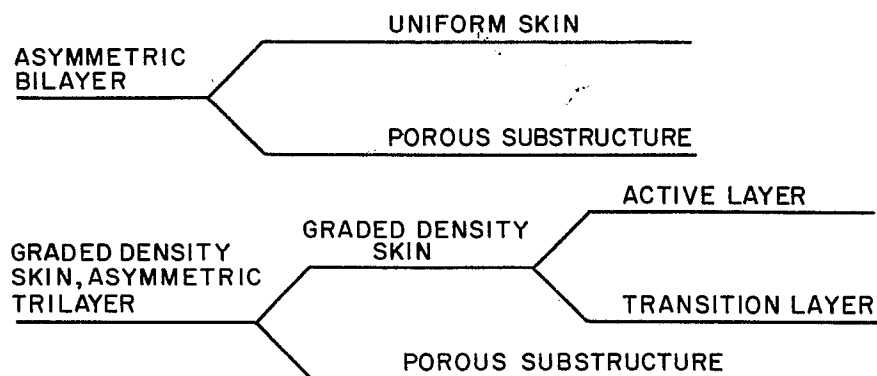 UNIFORM SKIN
ASYMMETRIC
BILAYER
POROUS SUBSTRUCTURE
ACTIVE LAYER
GRADED DENSITY
SKIN
GRADED DENSITY
SKIN, ASYMMETRIC
TRILAYER
TRANSITION LAYER
POROUS SUBSTRUCTURE